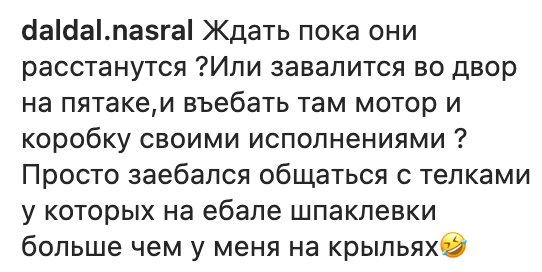 daldal.nasral Ждать пока они
расстанутся ?Или завалится во двор
на пятаке,и въебать там мотор и
коробку своими исполнениями ?
Просто заебался общаться с телками
у которых на ебале шпаклевки
больше чем у меня на крыльях🤣